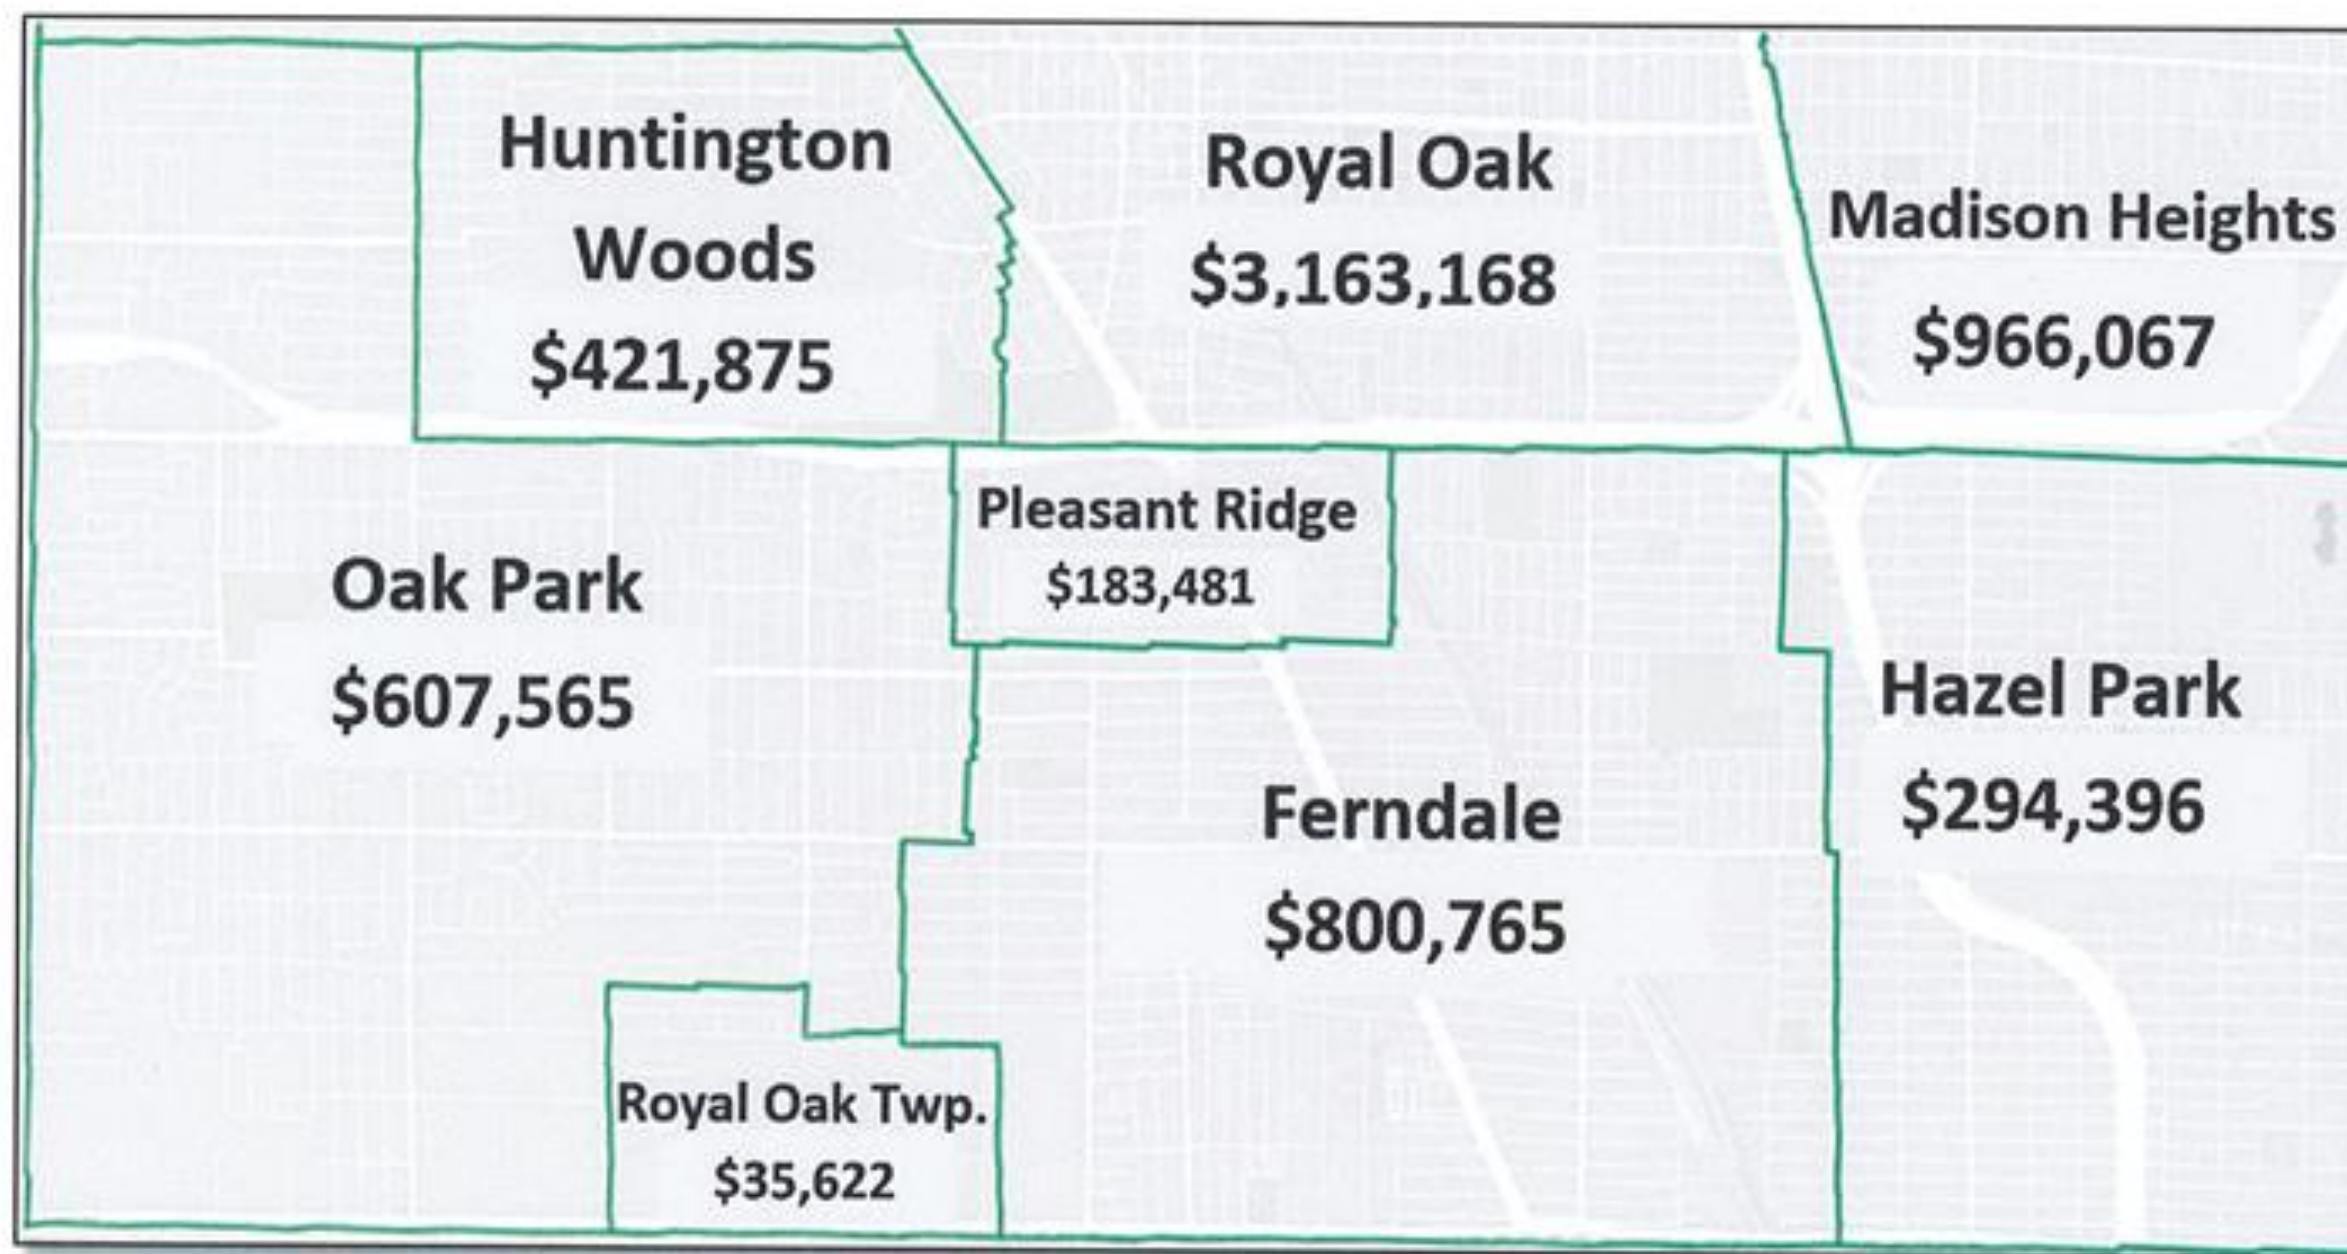 Huntington
Woods
$421,875
Royal Oak
$3,163,168
Madison Heights
$966,067
Pleasant Ridge
$183,481
Oak Park
$607,565
Hazel Park
$294,396
Ferndale
$800,765
Royal Oak Twp.
$35,622